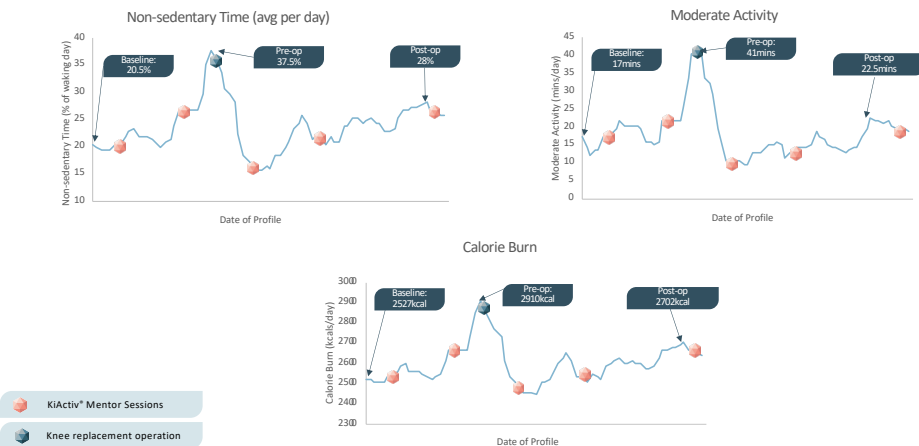 Non-sedentary Time (avg per day)
Non-sedentary Time (% of waking day)
40
35
30
25
20
15
10
Baseline:
20.5%
Pre-op
37.5%
Post-op
28%
Date of Profile
Moderate Activity
Moderate Activity (mins/day)
45
40
35
30
25
20
15
10
5
0
Baseline:
17mins
Pre-op:
41mins
Post-op
22.5mins
Date of Profile
Calorie Burn
Calorie Burn (kcals/day)
3000
2900
2800
2700
2600
2500
2400
2300
Baseline:
2527kcal
Pre-op:
2910kcal
Post-op
2702kcal
Date of Profile
KiActiv® Mentor Sessions
Knee replacement operation